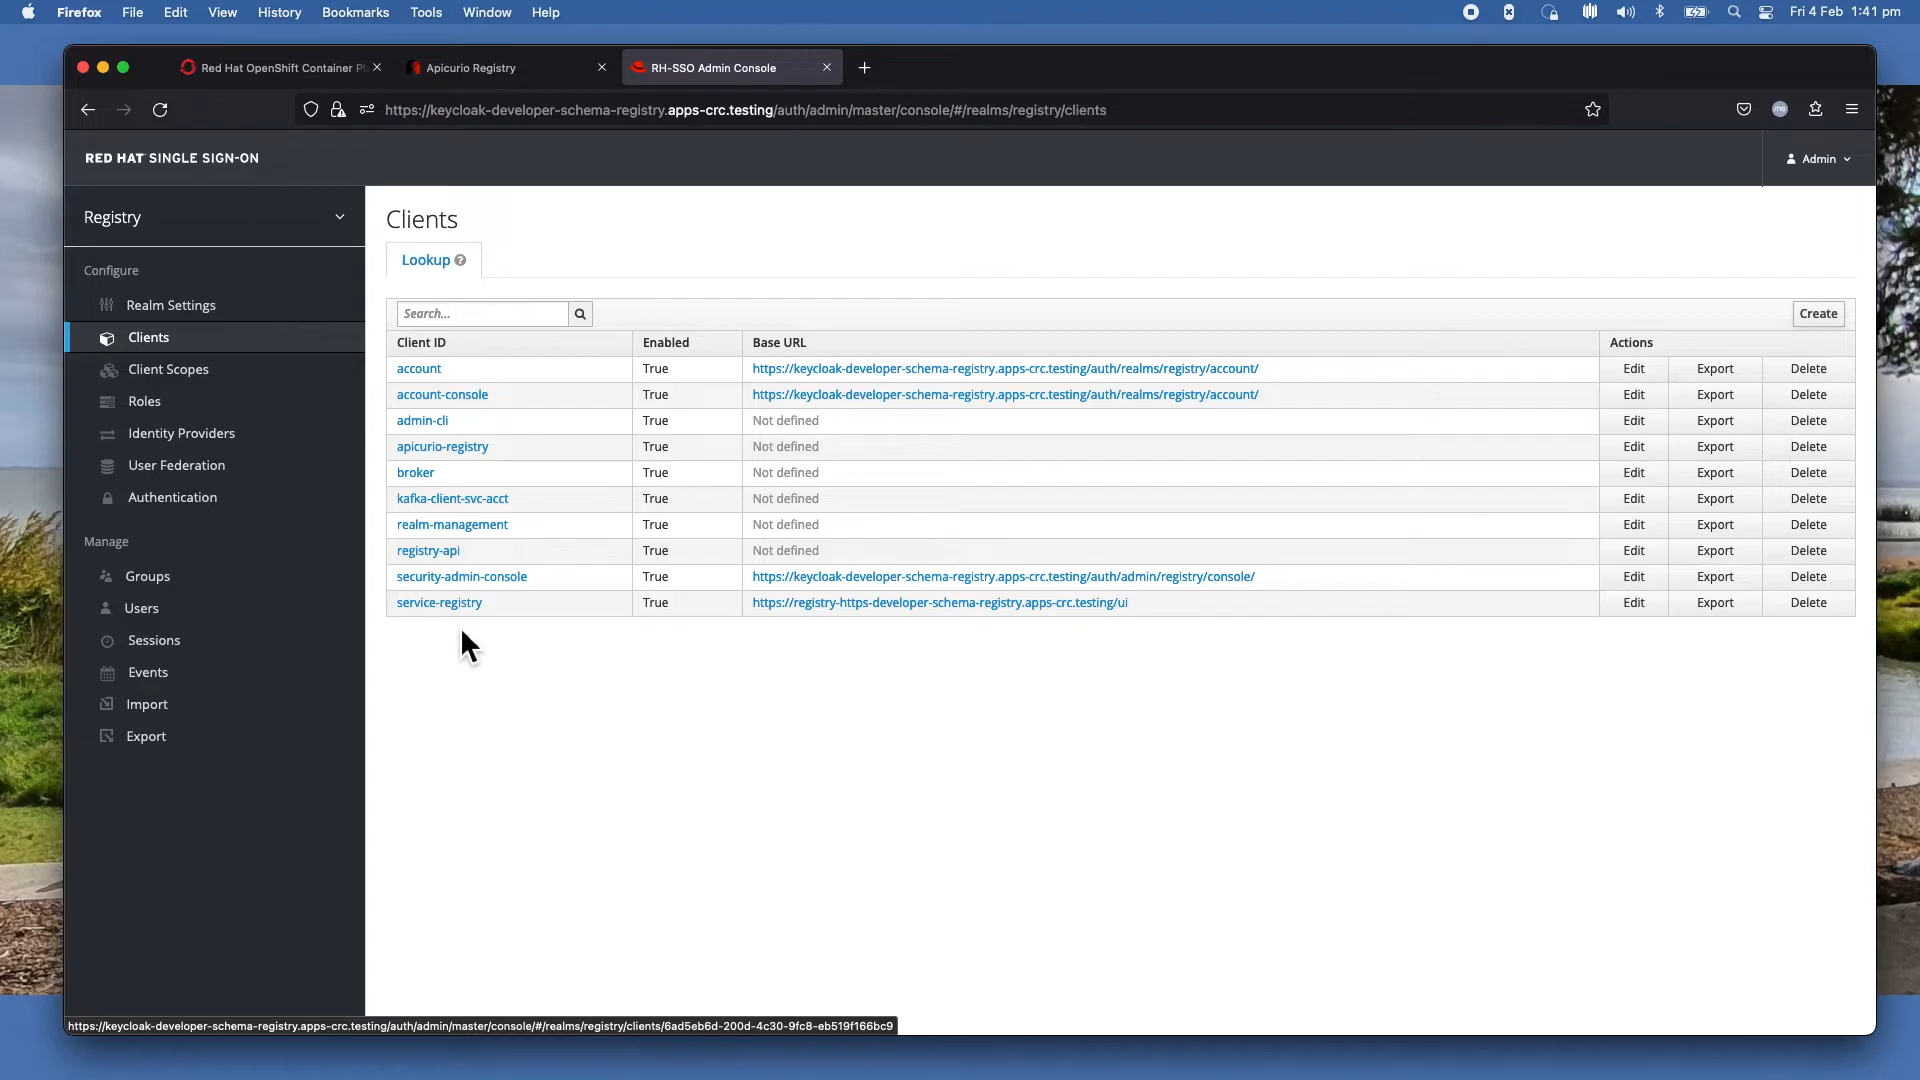 Firefox File Edit View History Bookmarks Tools Window Help Fri 4 Feb 1:41 pm
Red Hat OpenShift Container Pl Apicurio Registry RH-SSO Admin Console
https://keycloak-developer-schema-registry.apps-crc.testing/auth/admin/master/console/#/realms/registry/clients
RED HAT SINGLE SIGN-ON Admin
Registry
Configure
Realm Settings
Clients
Client Scopes
Roles
Identity Providers
User Federation
Authentication
Manage
Groups
Users
Sessions
Events
Import
Export
Clients
Lookup
Search... Create
Client ID Enabled Base URL Actions
account True https://keycloak-developer-schema-registry.apps-crc.testing/auth/realms/registry/account/ Edit Export Delete
account-console True https://keycloak-developer-schema-registry.apps-crc.testing/auth/realms/registry/account/ Edit Export Delete
admin-cli True Not defined Edit Export Delete
apicurio-registry True Not defined Edit Export Delete
broker True Not defined Edit Export Delete
kafka-client-svc-acct True Not defined Edit Export Delete
realm-management True Not defined Edit Export Delete
registry-api True Not defined Edit Export Delete
security-admin-console True https://keycloak-developer-schema-registry.apps-crc.testing/auth/admin/registry/console/ Edit Export Delete
service-registry True https://registry-https-developer-schema-registry.apps-crc.testing/ui Edit Export Delete
https://keycloak-developer-schema-registry.apps-crc.testing/auth/admin/master/console/#/realms/registry/clients/6ad5eb6d-200d-4c30-9fc8-eb519f166bc9